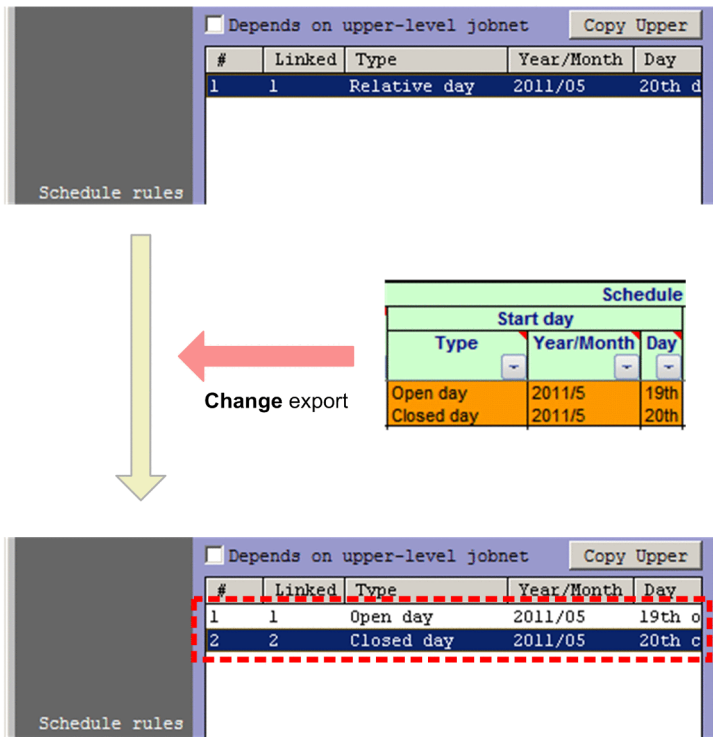 Depends on upper-level jobnet Copy Upper
# Linked Type Year/Month Day
1 1 Relative day 2011/05 20th d
Schedule rules
Schedule
Start day
Type Year/Month Day
Open day 2011/5 19th
Closed day 2011/5 20th
Change export
Depends on upper-level jobnet Copy Upper
# Linked Type Year/Month Day
1 1 Open day 2011/05 19th o
2 2 Closed day 2011/05 20th c
Schedule rules